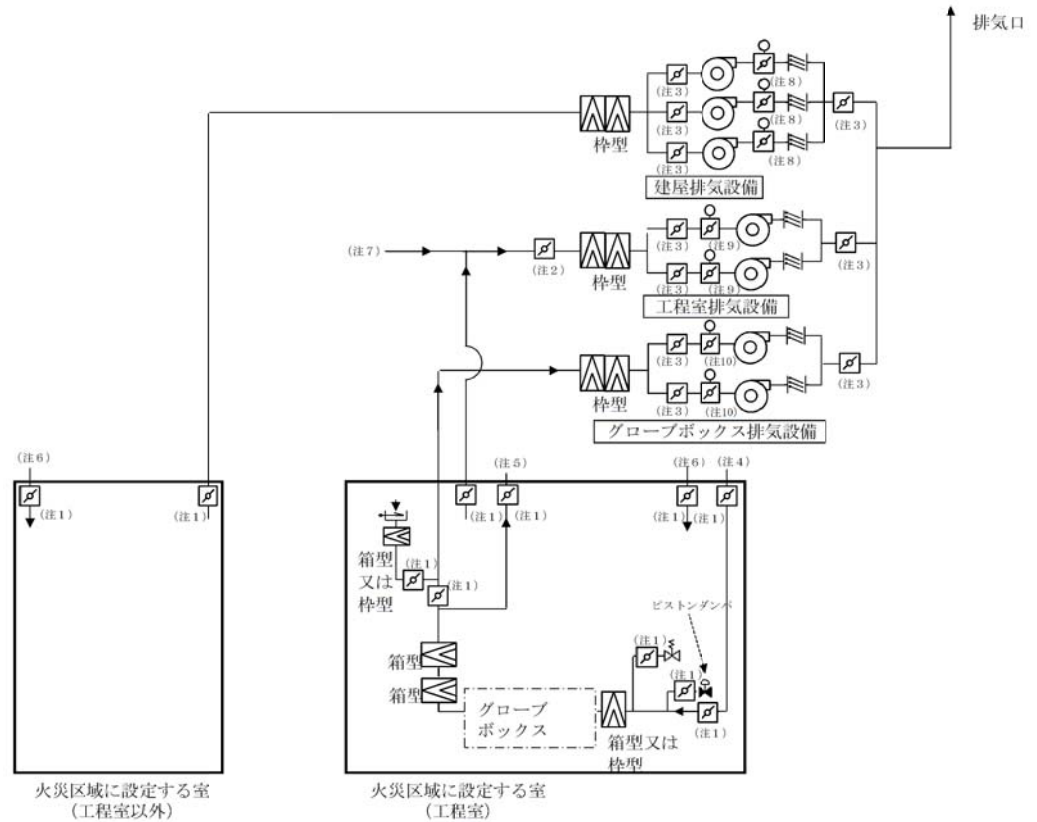 排気口
(注8)
(注3)
(注8)
(注3)
(注3)
枠型
(注8)
(注3)
建屋排気設備
(注7)
(注3)
(注9)
(注2)
(注3)
枠型
(注3)
(注9)
工程室排気設備
(注3)
(注10)
(注3)
枠型
(注3)
(注10)
グローブボックス排気設備
(注6)
(注5)
(注6)
(注4)
(注1)
(注1)
(注1)
(注1)
(注1)
(注1)
箱型
又は
枠型
(注1)
(注1)
ピストンダンパ
(注1)
箱型
(注1)
箱型
グローブ
ボックス
(注1)
箱型又は
枠型
火災区域に設定する室
(工程室以外)
火災区域に設定する室
(工程室)